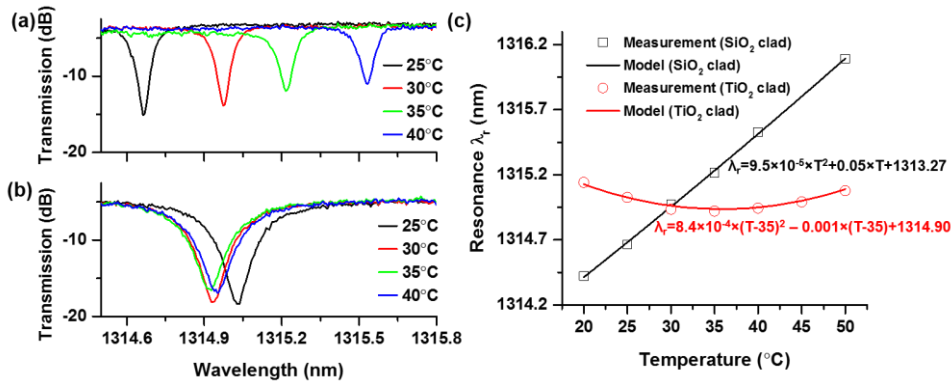 (a)
Transmission (dB)
0
-10
-20
25°C
30°C
35°C
40°C
(b)
Transmission (dB)
-10
-20
25°C
30°C
35°C
40°C
1314.6 1314.9 1315.2 1315.5 1315.8
Wavelength (nm)
(c)
Resonance λr (nm)
1316.2
1315.7
1315.2
1314.7
1314.2
Measurement (SiO2 clad)
Model (SiO2 clad)
Measurement (TiO2 clad)
Model (TiO2 clad)
λr=9.5×10-5×T2+0.05×T+1313.27
λr=8.4×10-4×(T-35)2 – 0.001×(T-35)+1314.90
20 25 30 35 40 45 50
Temperature (°C)